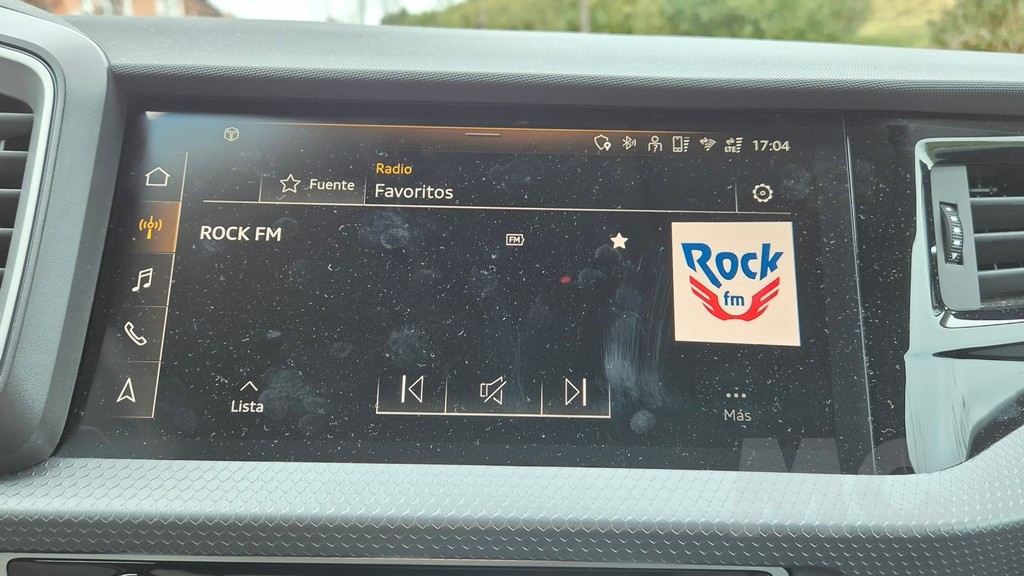 17:04
Radio
Fuente
Favoritos
ROCK FM
FM
Rock
fm
Lista
Más